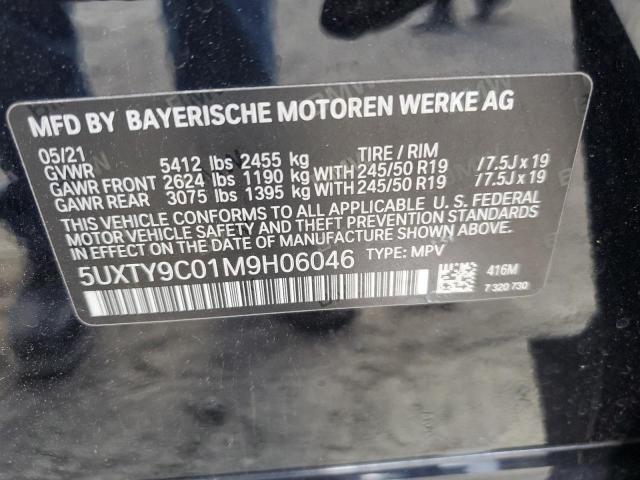 MFD BY BAYERISCHE MOTOREN WERKE AG
05/21 TIRE / RIM
GVWR 5412 lbs 2455 kg
GAWR FRONT 2624 lbs 1190 kg WITH 245/50 R19 /7.5J x 19
GAWR REAR 3075 lbs 1395 kg WITH 245/50 R19 /7.5J x 19
THIS VEHICLE CONFORMS TO ALL APPLICABLE U. S. FEDERAL
MOTOR VEHICLE SAFETY AND THEFT PREVENTION STANDARDS
IN EFFECT ON THE DATE OF MANUFACTURE SHOWN ABOVE.
5UXTY9C01M9H06046 TYPE: MPV
416M
7 320 730